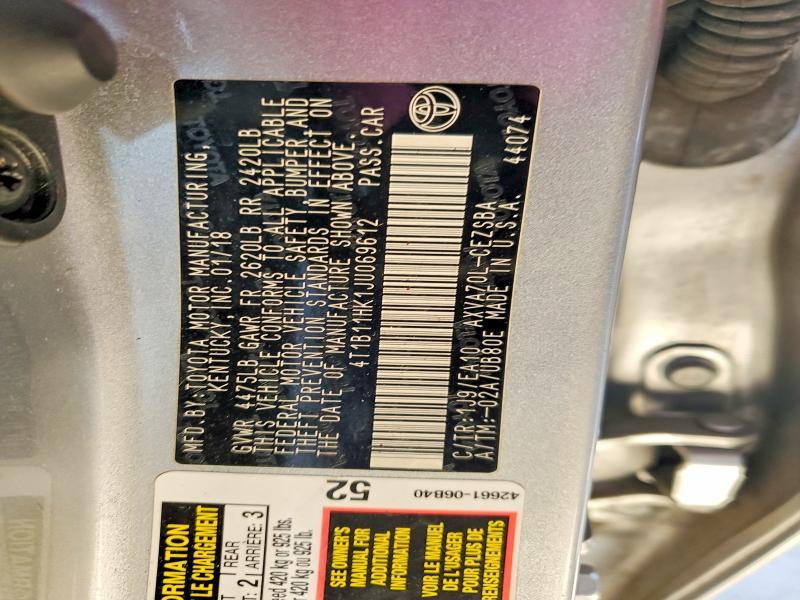 MFD. BY: TOYOTA MOTOR MANUFACTURING,
KENTUCKY, INC. 01/18
GVWR 4475LB GAWR FR 2620LB RR 2420LB
THIS VEHICLE CONFORMS TO ALL APPLICABLE
FEDERAL MOTOR VEHICLE SAFETY, BUMPER, AND
THEFT PREVENTION STANDARDS IN EFFECT ON
THE DATE OF MANUFACTURE SHOWN ABOVE.
4T1B11HK1JU069612 PASS. CAR
C/TR: 1J9/EA10 AXVA70L-CEZSBA
A/TM: -02A/UB80E MADE IN U.S.A.
44074
52
42661-06B40
ORMATION
LE CHARGEMENT
REAR
: 2 ARRIÈRE: 3
ed 420 kg or 925 lbs.
r 420 kg ou 925 lb.
SEE OWNER'S
MANUAL FOR
ADDITIONAL
INFORMATION
VOIR LE MANUEL
DE L'USAGER
POUR PLUS DE
RENSEIGNEMENTS